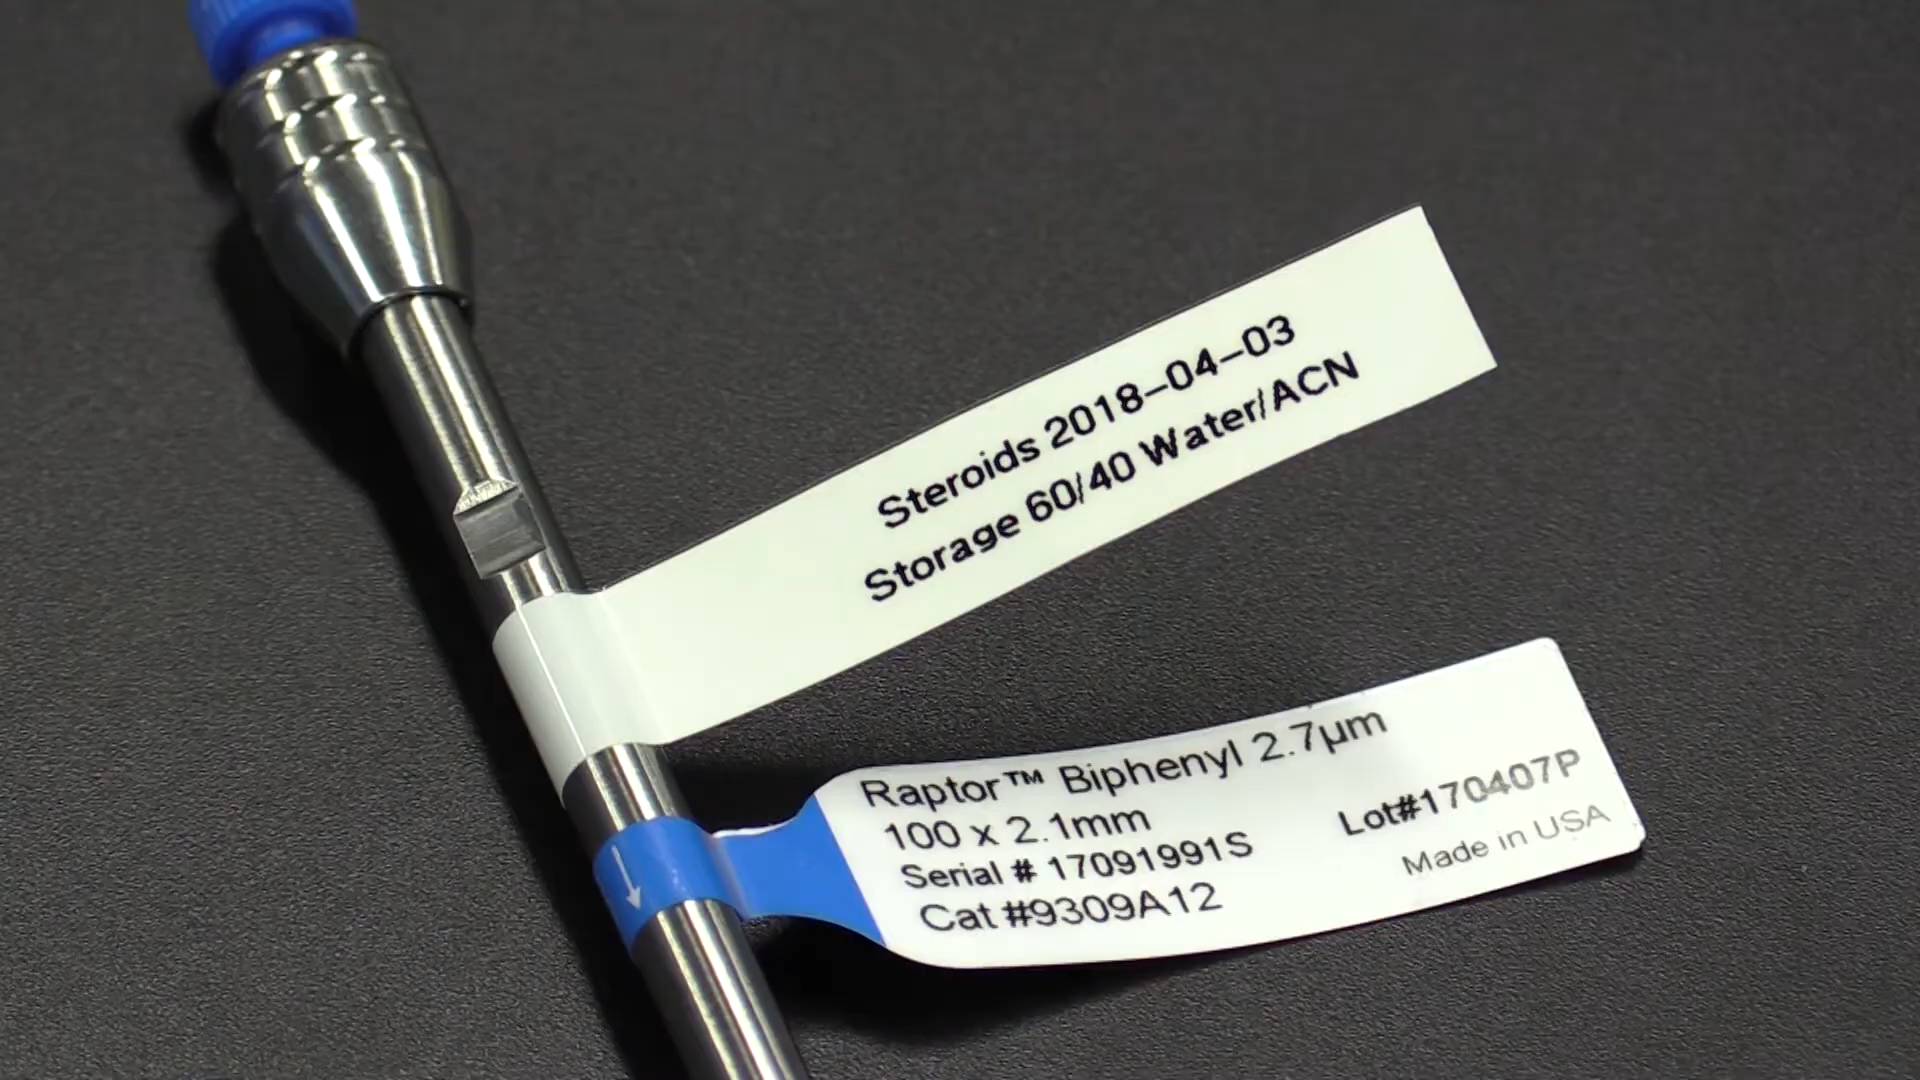 Steroids 2018–04–03
Storage 60/40 Water/ACN
Raptor™ Biphenyl 2.7µm
100 x 2.1mm
Serial # 17091991S
Cat #9309A12
Lot#170407P
Made in USA